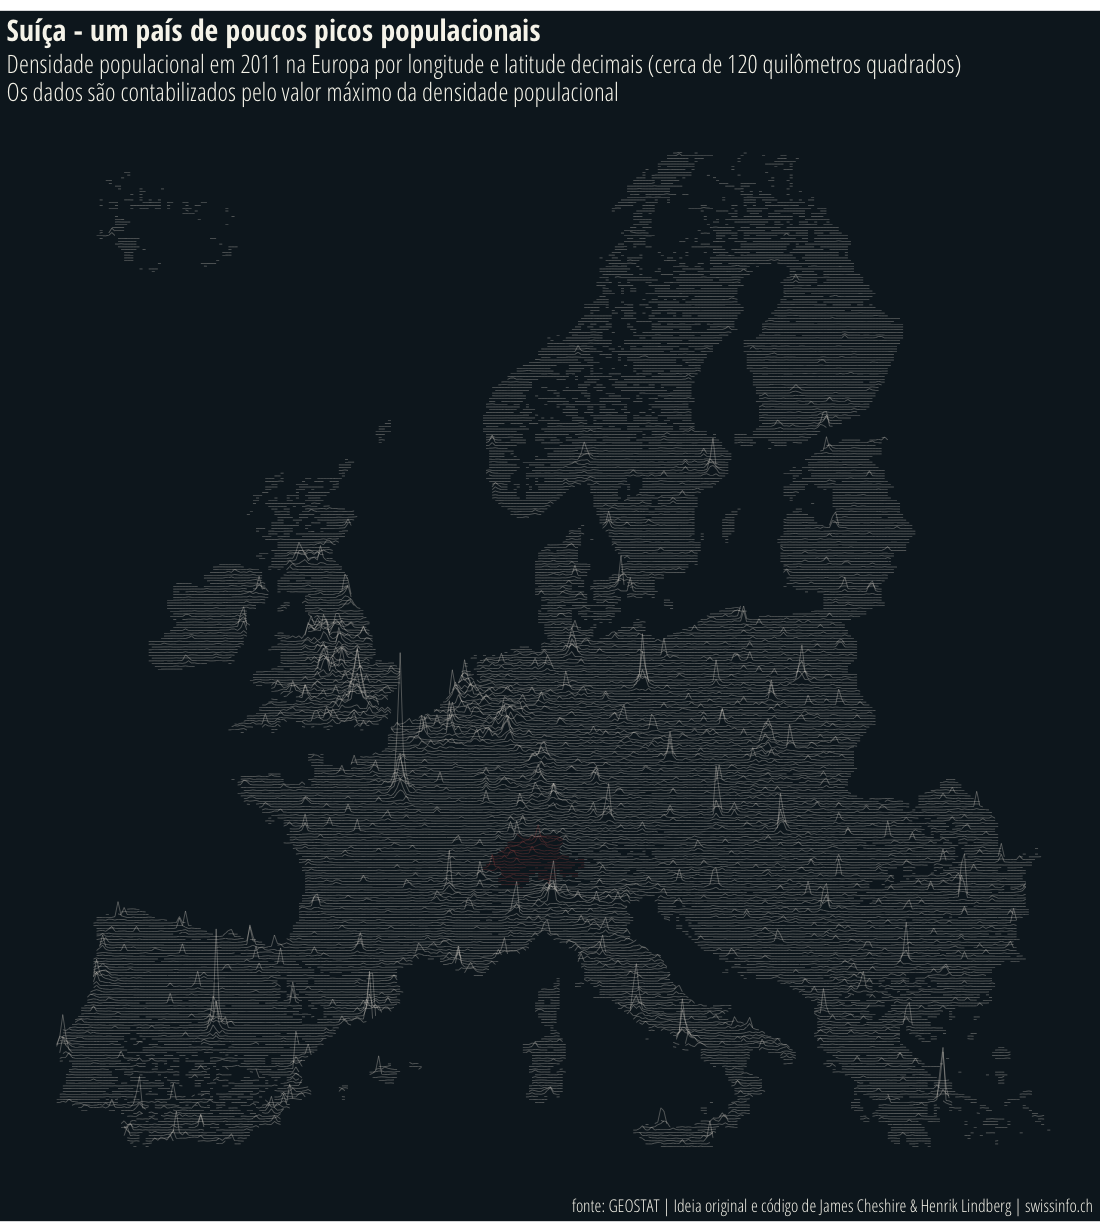 Suíça - um país de poucos picos populacionais
Densidade populacional em 2011 na Europa por longitude e latitude decimais (cerca de 120 quilômetros quadrados)
Os dados são contabilizados pelo valor máximo da densidade populacional
fonte: GEOSTAT | Ideia original e código de James Cheshire & Henrik Lindberg | swissinfo.ch